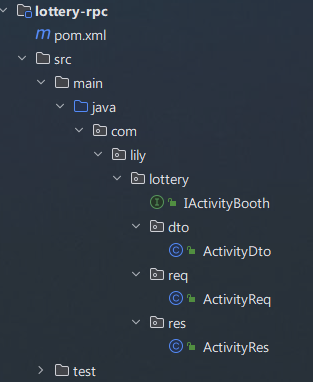 lottery-rpc
pom.xml
src
main
java
com
lily
lottery
IActivityBooth
dto
ActivityDto
req
ActivityReq
res
ActivityRes
test